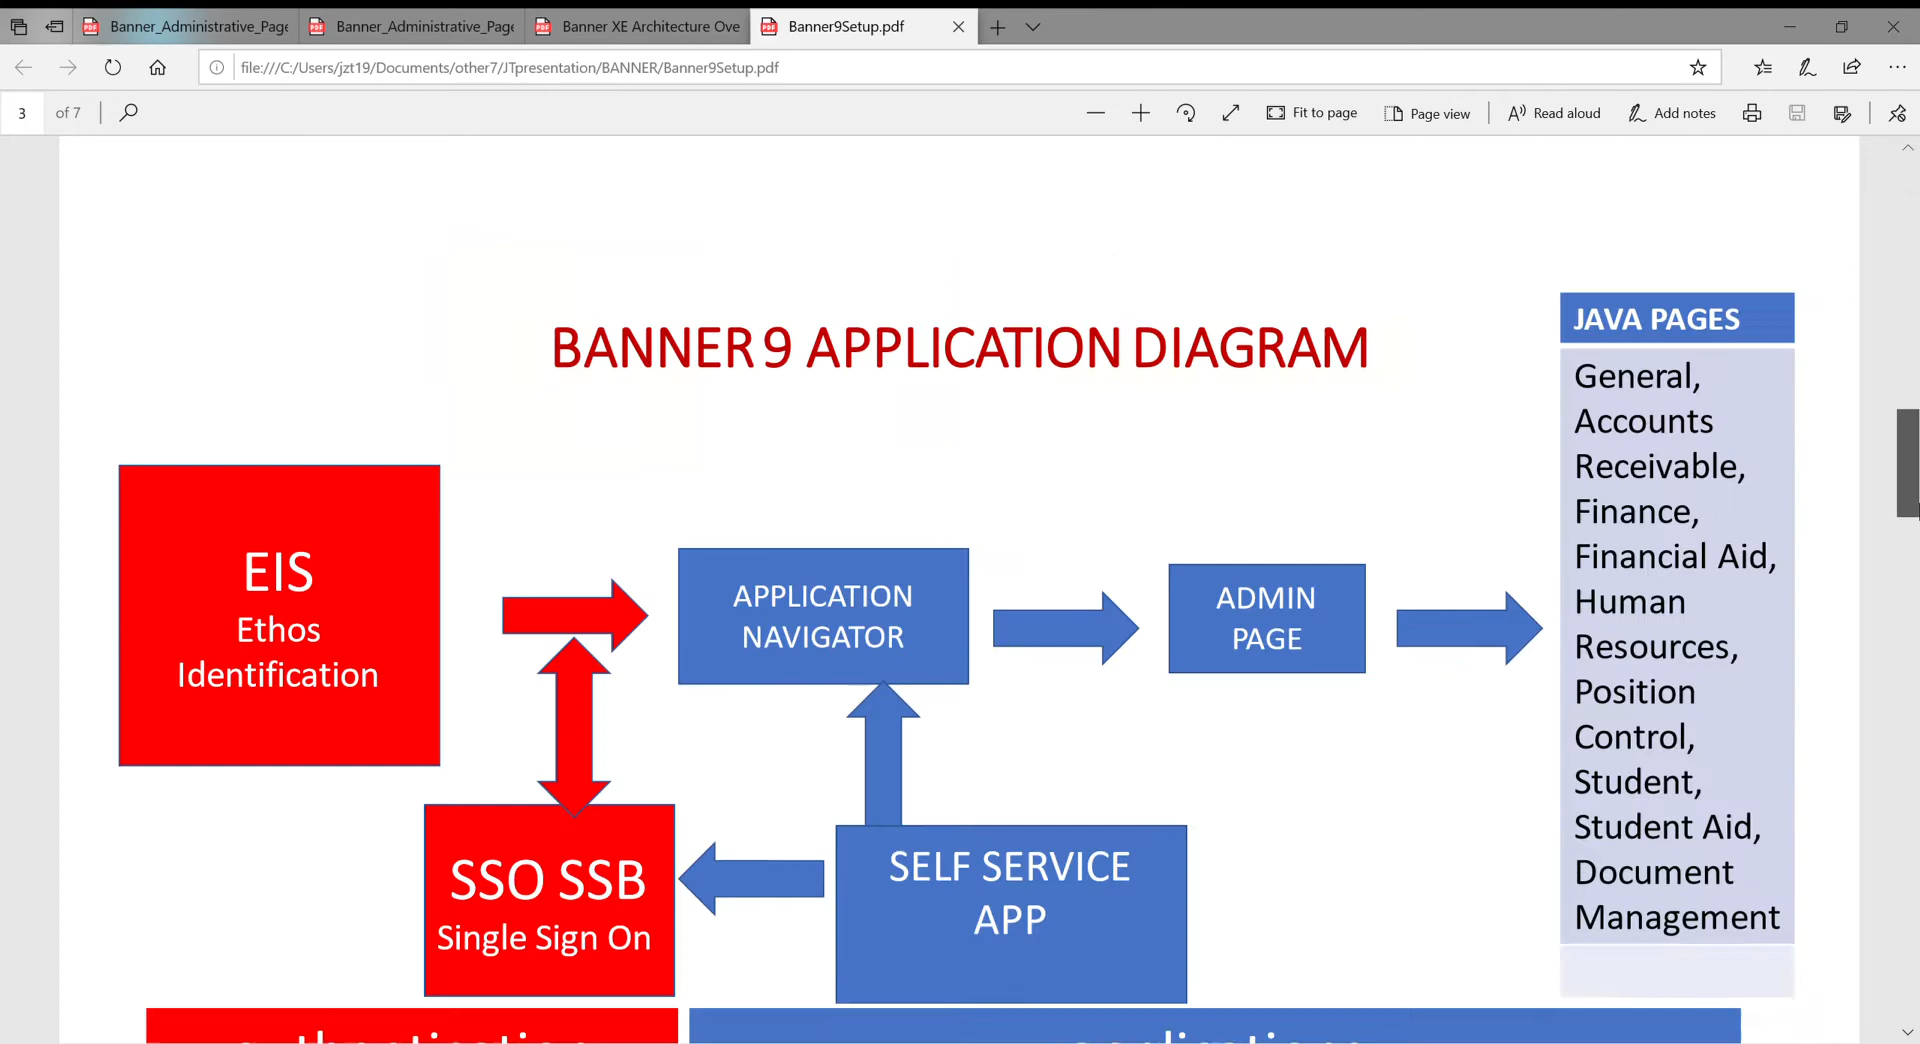 Banner_Administrative_Page
Banner_Administrative_Page
Banner XE Architecture Ove
Banner9Setup.pdf
file:///C:/Users/jzt19/Documents/other7/JTpresentation/BANNER/Banner9Setup.pdf
3 of 7
Fit to page
Page view
Read aloud
Add notes
BANNER 9 APPLICATION DIAGRAM
JAVA PAGES
General,
Accounts
Receivable,
Finance,
Financial Aid,
Human
Resources,
Position
Control,
Student,
Student Aid,
Document
Management
EIS
Ethos
Identification
APPLICATION
NAVIGATOR
ADMIN
PAGE
SSO SSB
Single Sign On
SELF SERVICE
APP